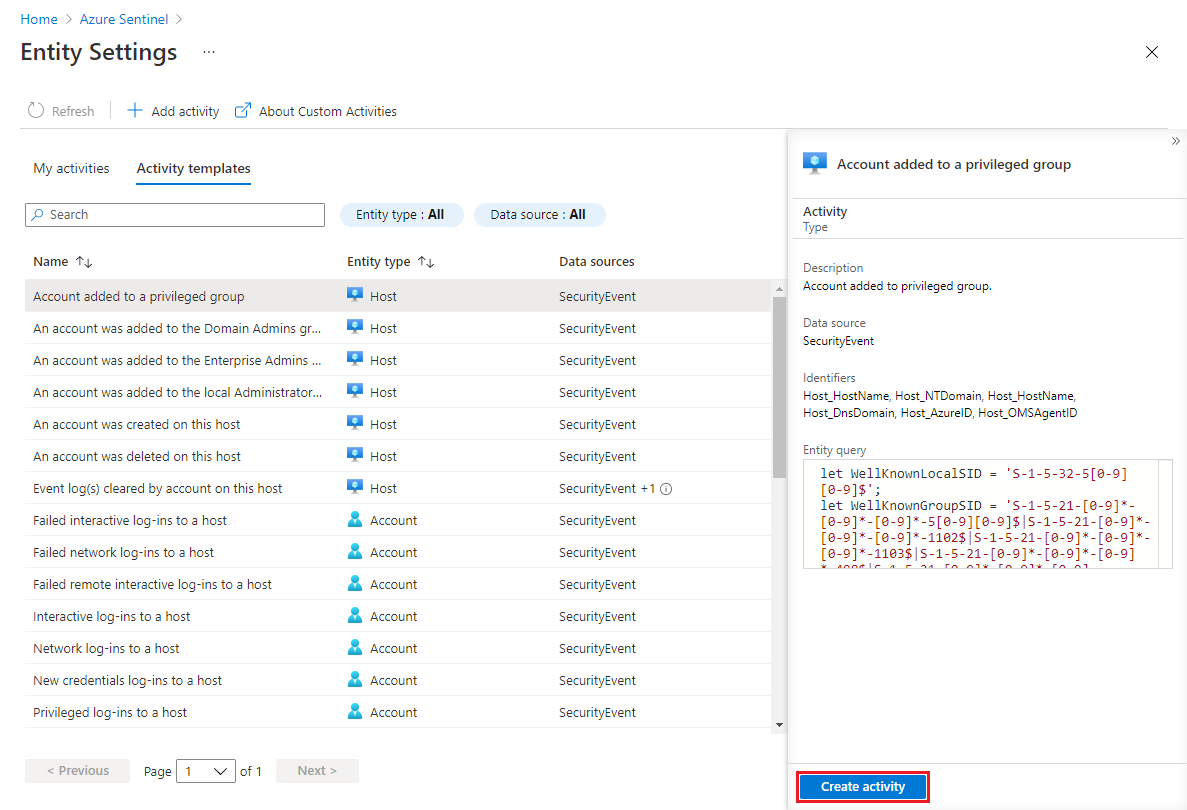 Home > Azure Sentinel >
Entity Settings ...
Refresh Add activity About Custom Activities
My activities Activity templates
Search Entity type : All Data source : All
Name Entity type Data sources
Account added to a privileged group Host SecurityEvent
An account was added to the Domain Admins gr... Host SecurityEvent
An account was added to the Enterprise Admins ... Host SecurityEvent
An account was added to the local Administrator... Host SecurityEvent
An account was created on this host Host SecurityEvent
An account was deleted on this host Host SecurityEvent
Event log(s) cleared by account on this host Host SecurityEvent +1
Failed interactive log-ins to a host Account SecurityEvent
Failed network log-ins to a host Account SecurityEvent
Failed remote interactive log-ins to a host Account SecurityEvent
Interactive log-ins to a host Account SecurityEvent
Network log-ins to a host Account SecurityEvent
New credentials log-ins to a host Account SecurityEvent
Privileged log-ins to a host Account SecurityEvent
< Previous Page 1 of 1 Next >
Account added to a privileged group
Activity
Type
Description
Account added to privileged group.
Data source
SecurityEvent
Identifiers
Host_HostName, Host_NTDomain, Host_HostName,
Host_DnsDomain, Host_AzureID, Host_OMSAgentID
Entity query
let WellKnownLocalSID = 'S-1-5-32-5[0-9]
[0-9]$';
let WellKnownGroupSID = 'S-1-5-21-[0-9]*-
[0-9]*-[0-9]*-5[0-9][0-9]$|S-1-5-21-[0-9]*-
[0-9]*-[0-9]*-1102$|S-1-5-21-[0-9]*-[0-9]*-
[0-9]*-1103$|S-1-5-21-[0-9]*-[0-9]*-[0-9]
*-498$|S-1-5-21-[0-9]*-[0-9]*-[0-9]
Create activity